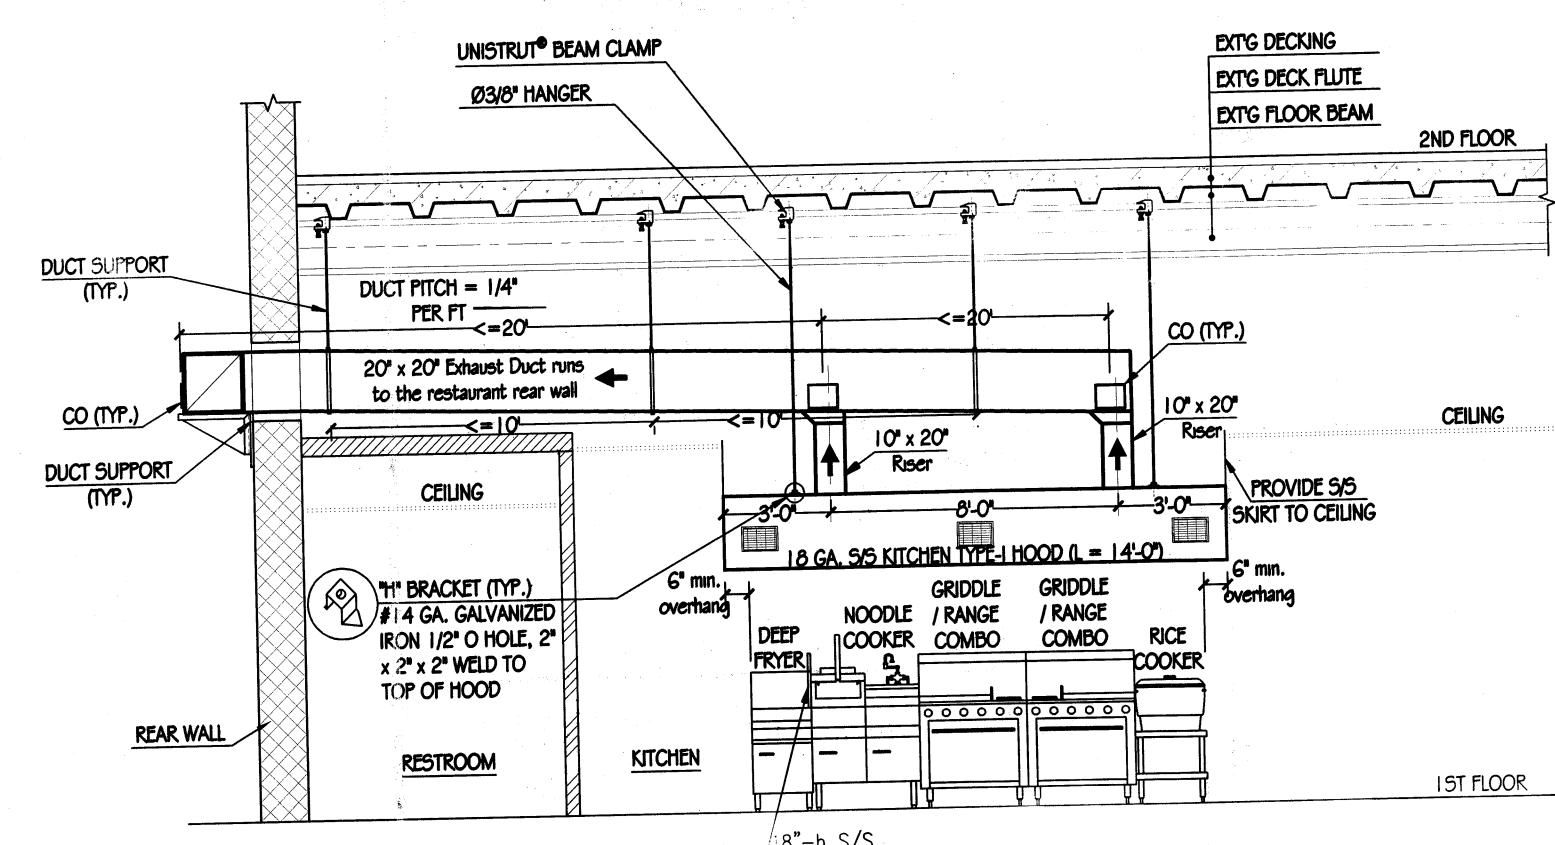 UNISTRUT® BEAM CLAMP
Ø3/8" HANGER
EXT'G DECKING
EXT'G DECK FLUTE
EXT'G FLOOR BEAM
2ND FLOOR
DUCT SUPPORT
(TYP.)
DUCT PITCH = 1/4"
PER FT
<=20'
<=20'
CO (TYP.)
20" x 20" Exhaust Duct runs
to the restaurant rear wall
CO (TYP.)
<=10'
<=10'
10" x 20"
Riser
10" x 20"
Riser
CEILING
DUCT SUPPORT
(TYP.)
CEILING
PROVIDE S/S
SKIRT TO CEILING
3'-0"
8'-0"
3'-0"
18 GA. S/S KITCHEN TYPE-I HOOD (L = 14'-0")
"H" BRACKET (TYP.)
#14 GA. GALVANIZED
IRON 1/2" O HOLE, 2"
x 2" x 2" WELD TO
TOP OF HOOD
6" min.
overhang
6" min.
overhang
DEEP
FRYER
NOODLE
COOKER
GRIDDLE
/ RANGE
COMBO
GRIDDLE
/ RANGE
COMBO
RICE
COOKER
REAR WALL
RESTROOM
KITCHEN
1ST FLOOR
18"-h S/S